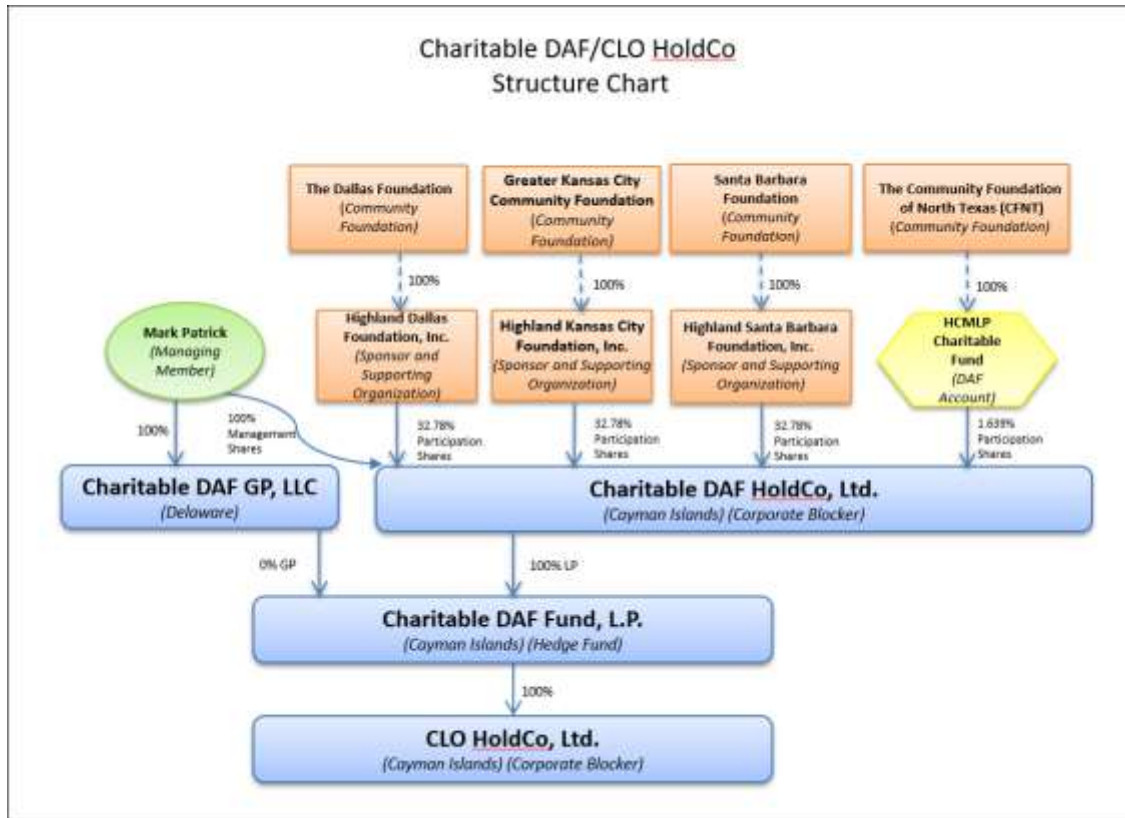 Charitable DAF/CLO HoldCo
Structure Chart
The Dallas Foundation
(Community
Foundation)
Greater Kansas City
Community Foundation
(Community
Foundation)
Santa Barbara
Foundation
(Community
Foundation)
The Community Foundation
of North Texas (CFNT)
(Community Foundation)
100%
100%
100%
100%
Mark Patrick
(Managing
Member)
Highland Dallas
Foundation, Inc.
(Sponsor and
Supporting
Organization)
Highland Kansas City
Foundation, Inc.
(Sponsor and Supporting
Organization)
Highland Santa Barbara
Foundation, Inc.
(Sponsor and Supporting
Organization)
HCMLP
Charitable
Fund
(DAF
Account)
100%
100%
Management
Shares
32.78%
Participation
Shares
32.78%
Participation
Shares
32.78%
Participation
Shares
1.639%
Participation
Shares
Charitable DAF GP, LLC
(Delaware)
Charitable DAF HoldCo, Ltd.
(Cayman Islands) (Corporate Blocker)
0% GP
100% LP
Charitable DAF Fund, L.P.
(Cayman Islands) (Hedge Fund)
100%
CLO HoldCo, Ltd.
(Cayman Islands) (Corporate Blocker)